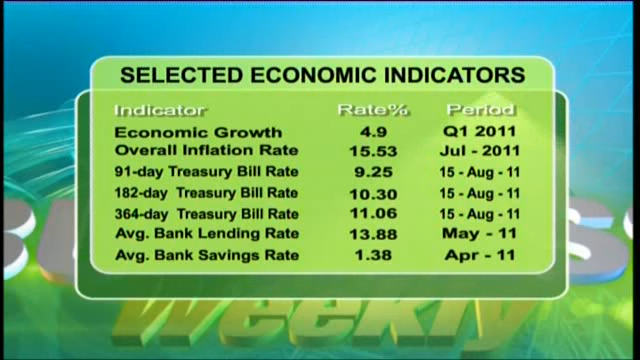 SELECTED ECONOMIC INDICATORS
Indicator Rate% Period
Economic Growth 4.9 Q1 2011
Overall Inflation Rate 15.53 Jul - 2011
91-day Treasury Bill Rate 9.25 15 - Aug - 11
182-day Treasury Bill Rate 10.30 15 - Aug - 11
364-day Treasury Bill Rate 11.06 15 - Aug - 11
Avg. Bank Lending Rate 13.88 May - 11
Avg. Bank Savings Rate 1.38 Apr - 11
Weekly